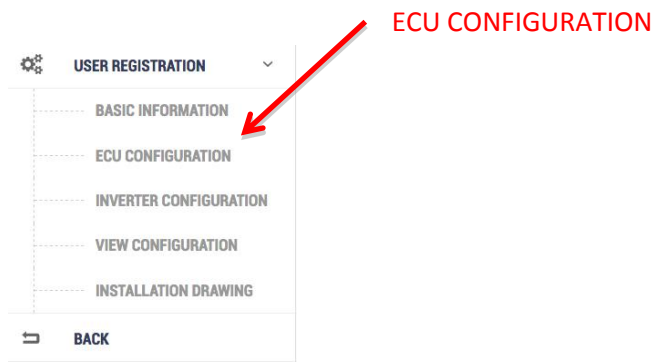 ECU CONFIGURATION
USER REGISTRATION
BASIC INFORMATION
ECU CONFIGURATION
INVERTER CONFIGURATION
VIEW CONFIGURATION
INSTALLATION DRAWING
BACK